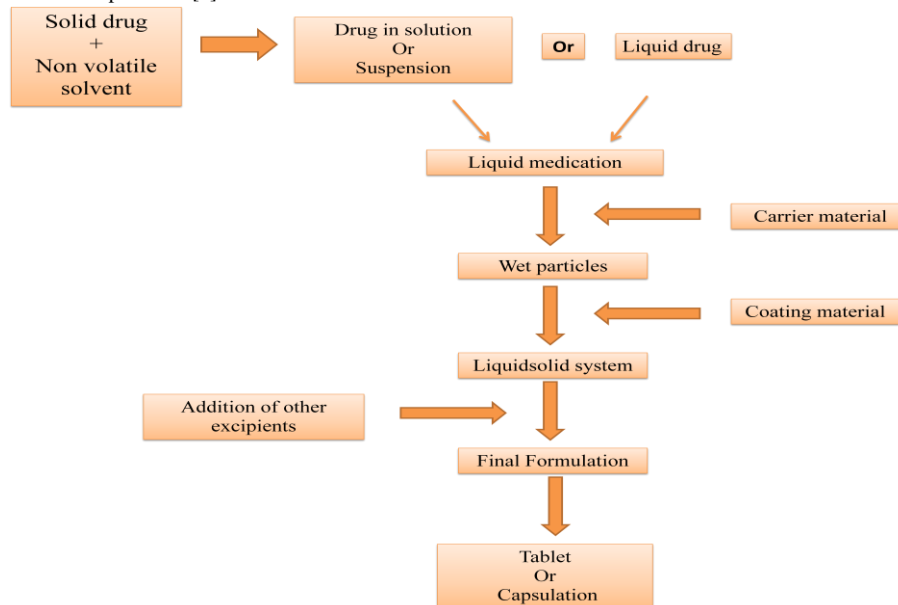 Solid drug
+
Non volatile
solvent
Drug in solution
Or
Suspension
Or
Liquid drug
Liquid medication
Carrier material
Wet particles
Coating material
Liquidsolid system
Addition of other
excipients
Final Formulation
Tablet
Or
Capsulation